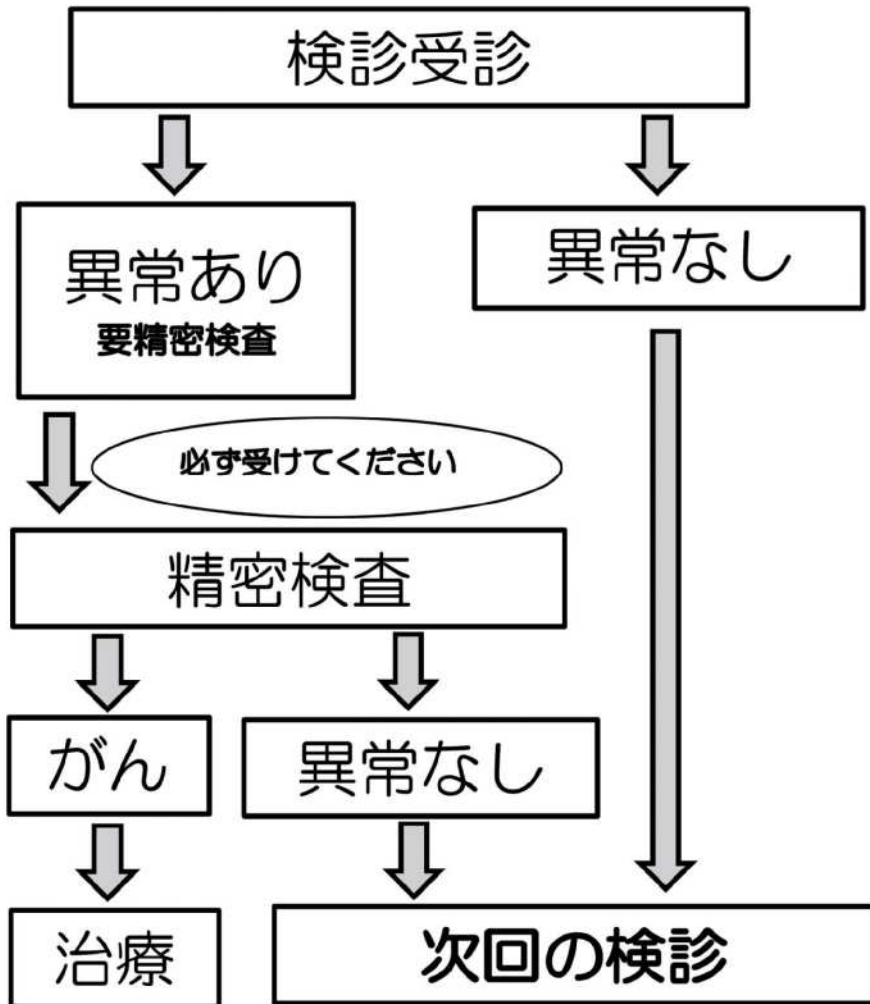 検診受診
異常あり
要精密検査
異常なし
必ず受けてください
精密検査
がん
異常なし
治療
次回の検診